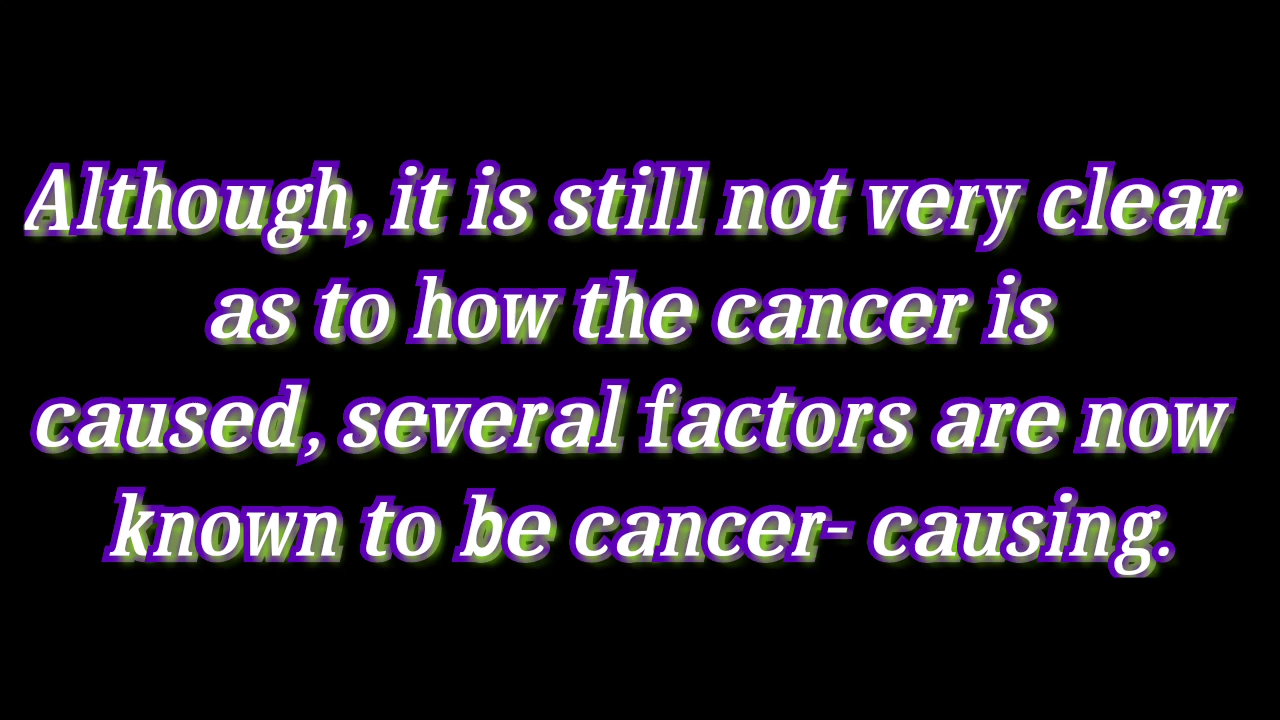 Although, it is still not very clear
as to how the cancer is
caused, several factors are now
known to be cancer- causing.